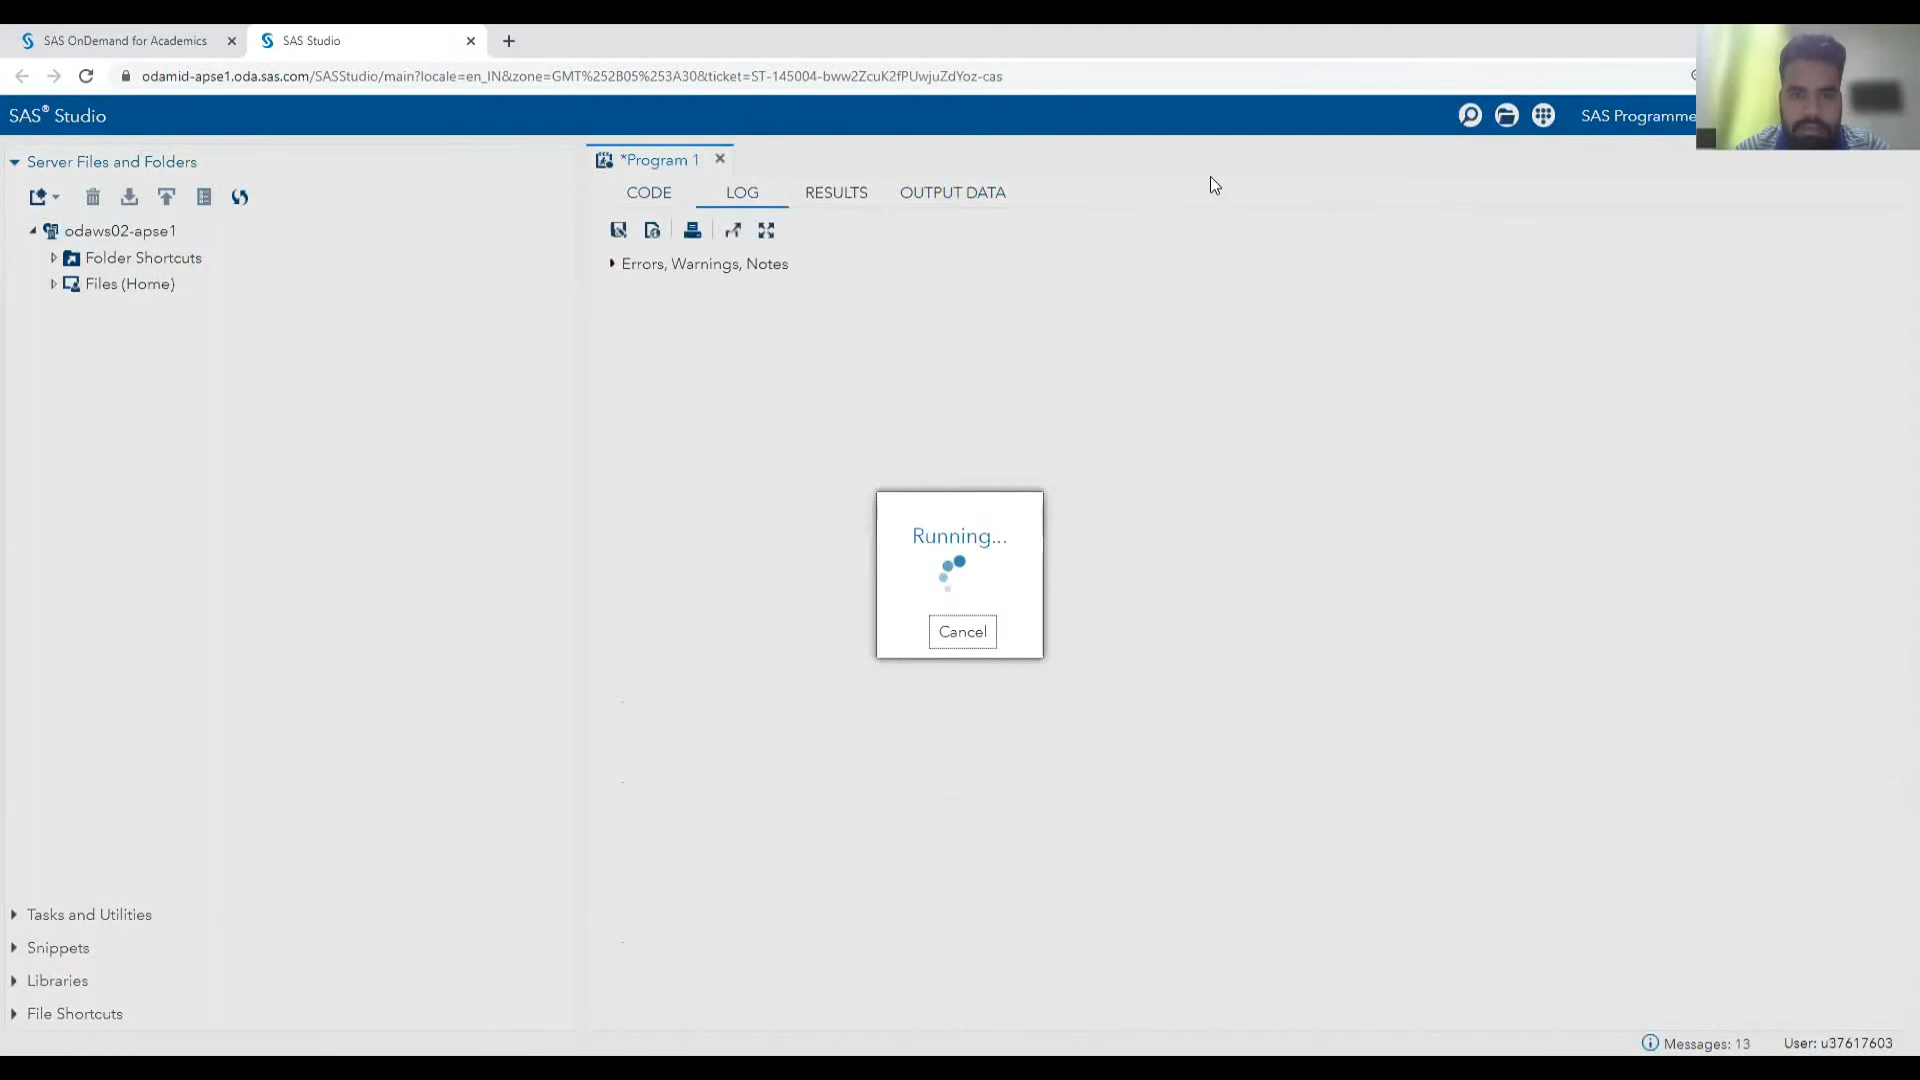 SAS OnDemand for Academics
SAS Studio
odamid-apse1.oda.sas.com/SASStudio/main?locale=en_IN&zone=GMT%252B05%253A30&ticket=ST-145004-bww2ZcuK2fPUwjuZdYoz-cas
SAS® Studio
SAS Programme
Server Files and Folders
odaws02-apse1
Folder Shortcuts
Files (Home)
Tasks and Utilities
Snippets
Libraries
File Shortcuts
*Program 1
CODE
LOG
RESULTS
OUTPUT DATA
Errors, Warnings, Notes
Running...
Cancel
Messages: 13
User: u37617603